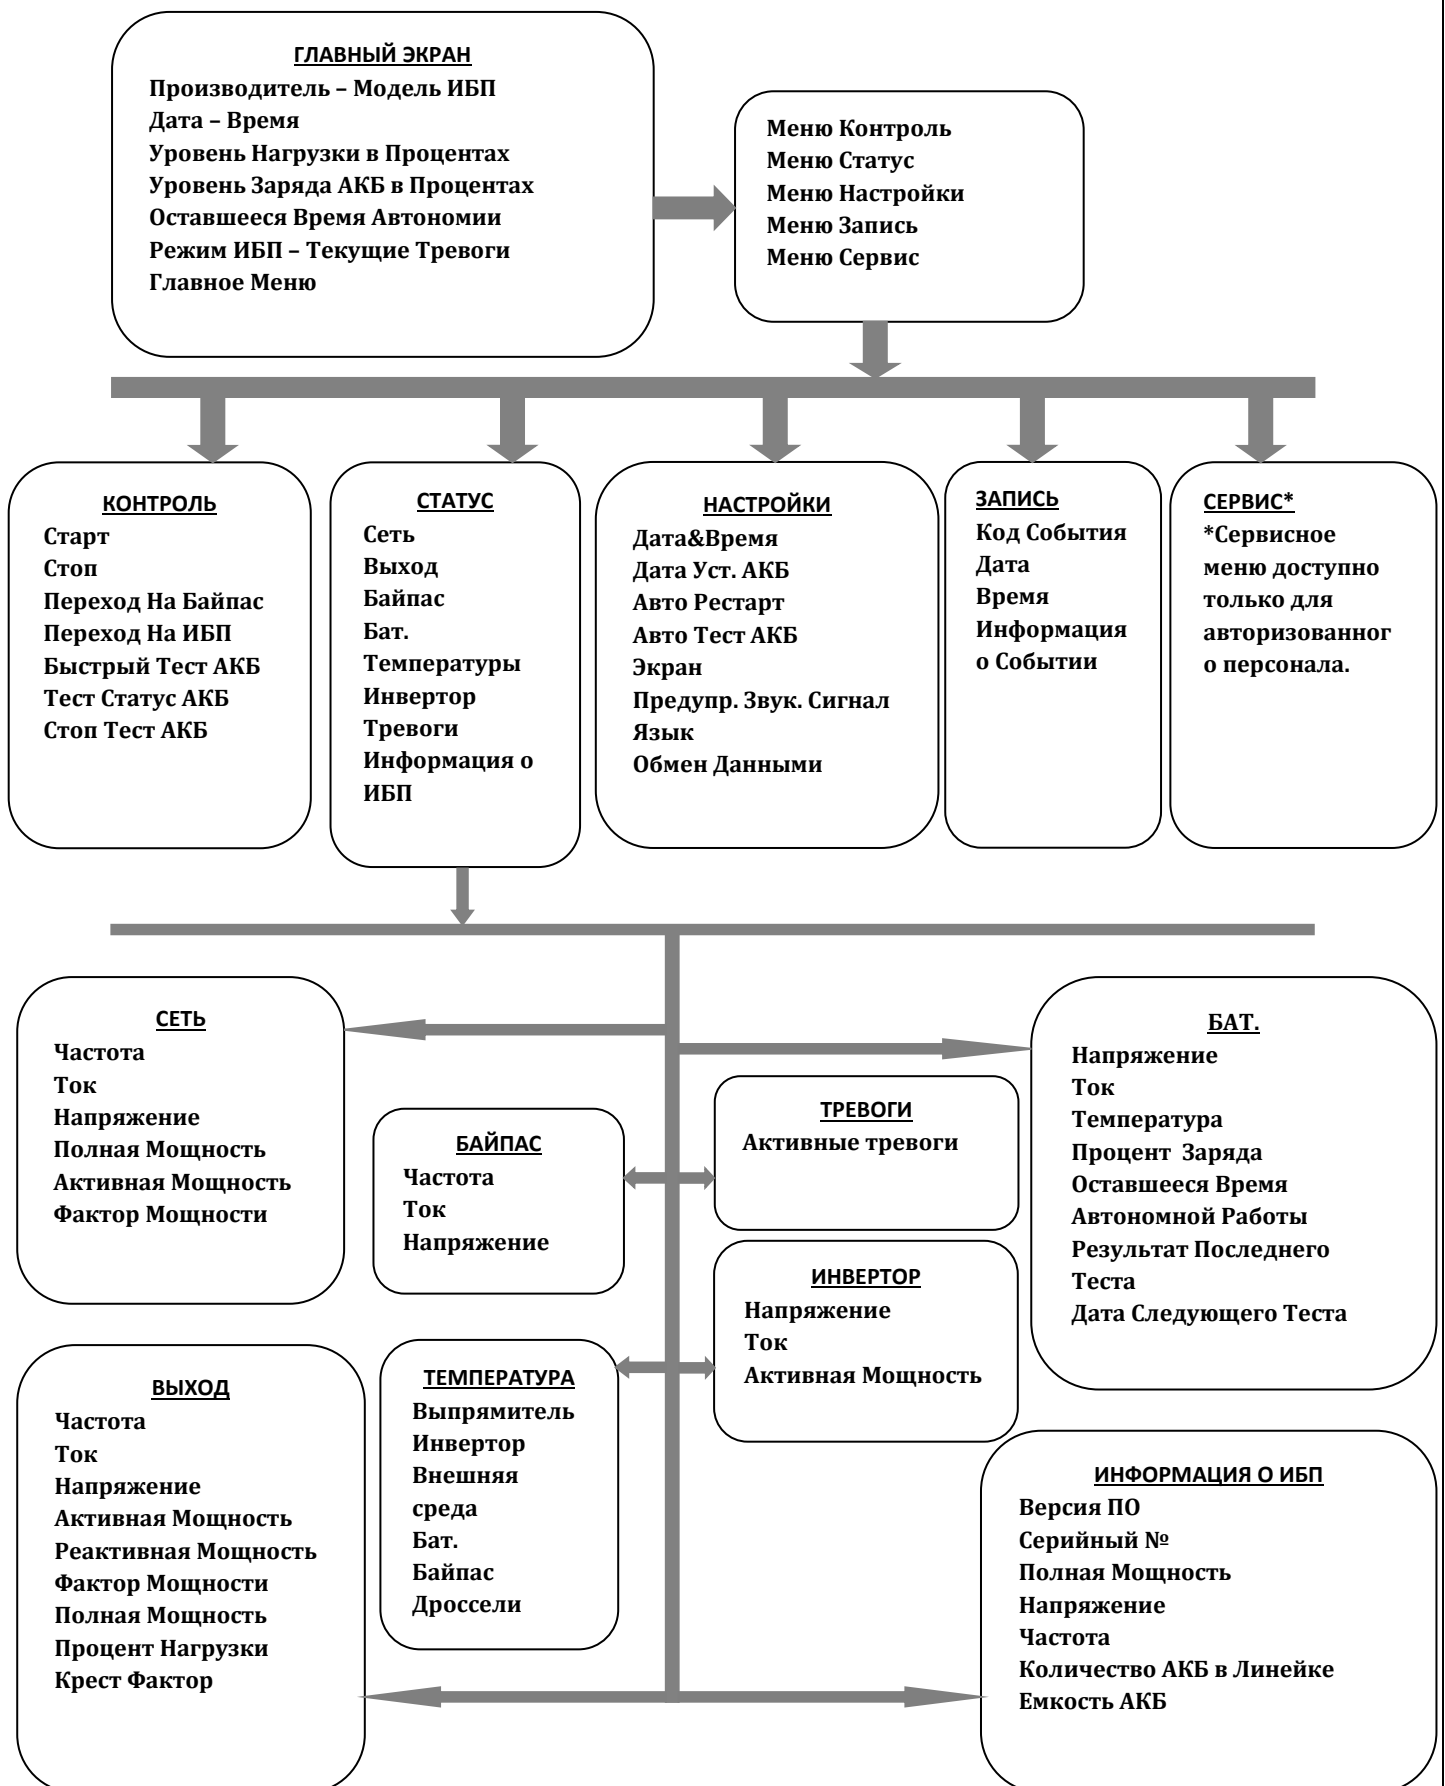 ГЛАВНЫЙ ЭКРАН
Производитель – Модель ИБП
Дата – Время
Уровень Нагрузки в Процентах
Уровень Заряда АКБ в Процентах
Оставшееся Время Автономии
Режим ИБП – Текущие Тревоги
Главное Меню
Меню Контроль
Меню Статус
Меню Настройки
Меню Запись
Меню Сервис
КОНТРОЛЬ
Старт
Стоп
Переход На Байпас
Переход На ИБП
Быстрый Тест АКБ
Тест Статус АКБ
Стоп Тест АКБ
СТАТУС
Сеть
Выход
Байпас
Бат.
Температуры
Инвертор
Тревоги
Информация о
ИБП
НАСТРОЙКИ
Дата&Время
Дата Уст. АКБ
Авто Рестарт
Авто Тест АКБ
Экран
Предупр. Звук. Сигнал
Язык
Обмен Данными
ЗАПИСЬ
Код События
Дата
Время
Информация
о Событии
СЕРВИС*
*Сервисное
меню доступно
только для
авторизованног
о персонала.
СЕТЬ
Частота
Ток
Напряжение
Полная Мощность
Активная Мощность
Фактор Мощности
БАЙПАС
Частота
Ток
Напряжение
ТРЕВОГИ
Активные тревоги
БАТ.
Напряжение
Ток
Температура
Процент  Заряда
Оставшееся Время
Автономной Работы
Результат Последнего
Теста
Дата Следующего Теста
ИНВЕРТОР
Напряжение
Ток
Активная Мощность
ВЫХОД
Частота
Ток
Напряжение
Активная Мощность
Реактивная Мощность
Фактор Мощности
Полная Мощность
Процент Нагрузки
Крест Фактор
ТЕМПЕРАТУРА
Выпрямитель
Инвертор
Внешняя
среда
Бат.
Байпас
Дроссели
ИНФОРМАЦИЯ О ИБП
Версия ПО
Серийный №
Полная Мощность
Напряжение
Частота
Количество АКБ в Линейке
Емкость АКБ